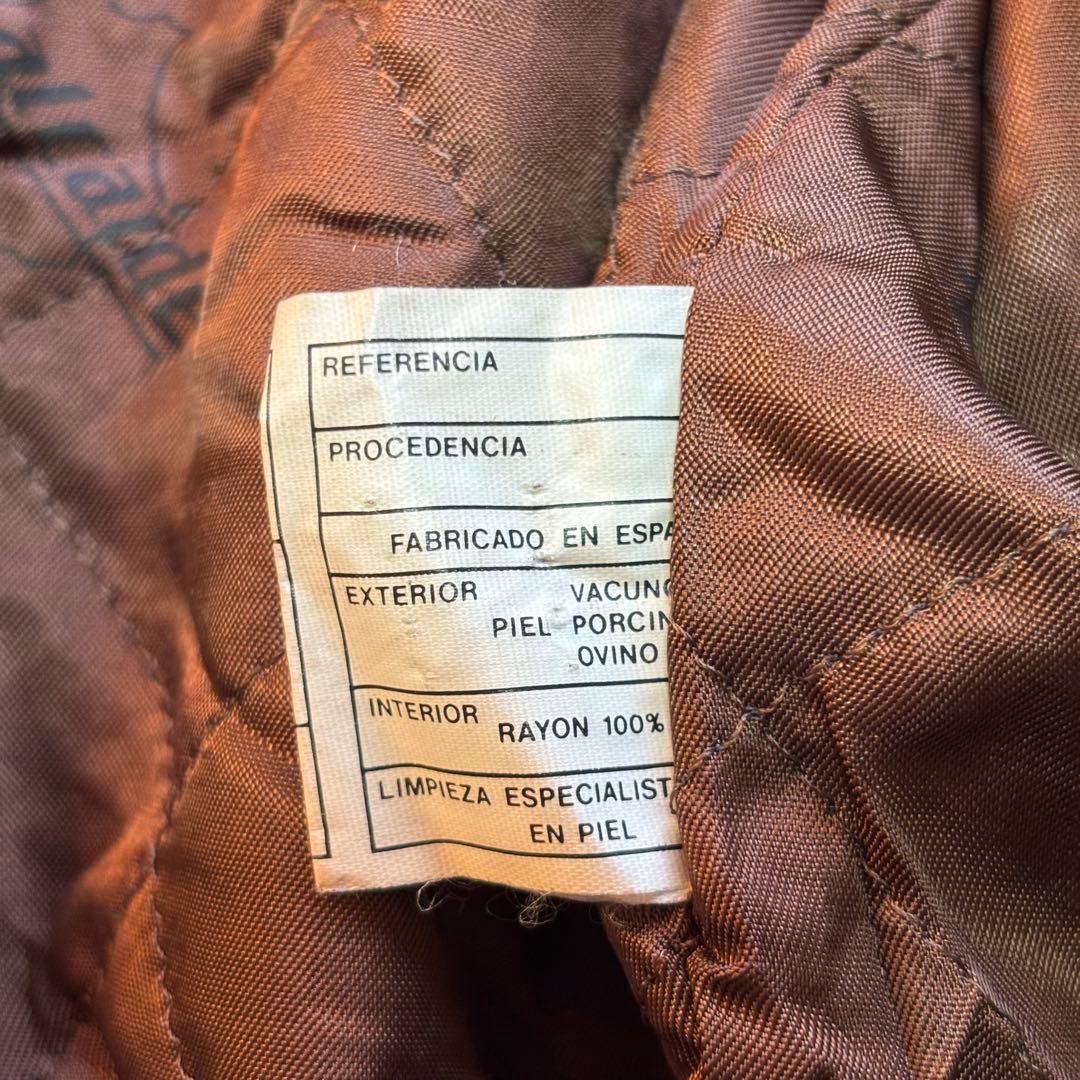 REFERENCIA
PROCEDENCIA
FABRICADO EN ESPA
EXTERIOR VACUNO
PIEL PORCIN
OVINO
INTERIOR RAYON 100%
LIMPIEZA ESPECIALIST
EN PIEL